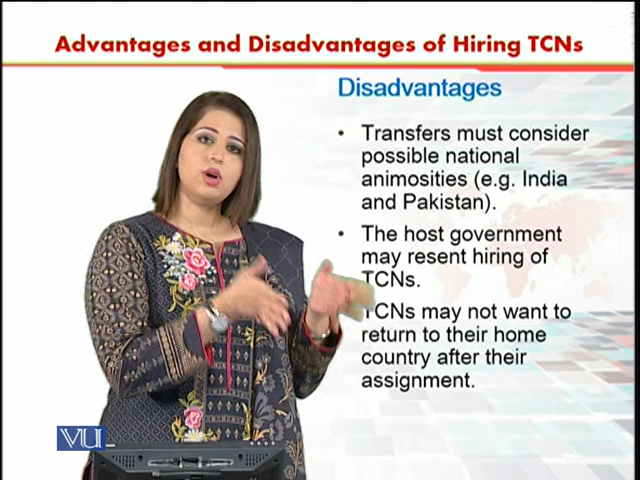 Advantages and Disadvantages of Hiring TCNs
Disadvantages
• Transfers must consider
possible national
animosities (e.g. India
and Pakistan).
• The host government
may resent hiring of
TCNs.
TCNs may not want to
return to their home
country after their
assignment.
VU